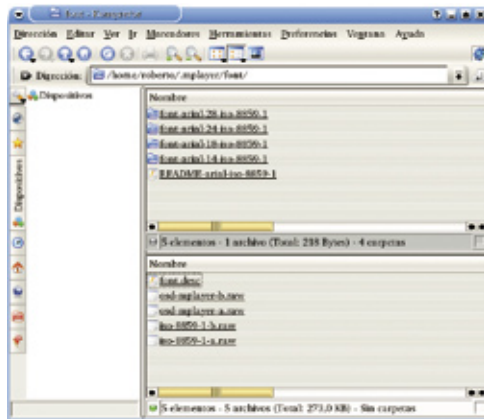 font - Konqueror
Dirección Editar Ver Ir Marcadores Herramientas Preferencias Ventana Ayuda
Dirección: /home/roberto/.mplayer/font/
Dispositivos
Dispositivos
Nombre
font-arial-28-iso-8859-1
font-arial-24-iso-8859-1
font-arial-18-iso-8859-1
font-arial-14-iso-8859-1
README-arial-iso-8859-1
5 elementos - 1 archivo (Total: 218 Bytes) - 4 carpetas
Nombre
font.desc
osd-mplayer-b.raw
osd-mplayer-a.raw
iso-8859-1-b.raw
iso-8859-1-a.raw
5 elementos - 5 archivos (Total: 273,0 KB) - Sin carpetas